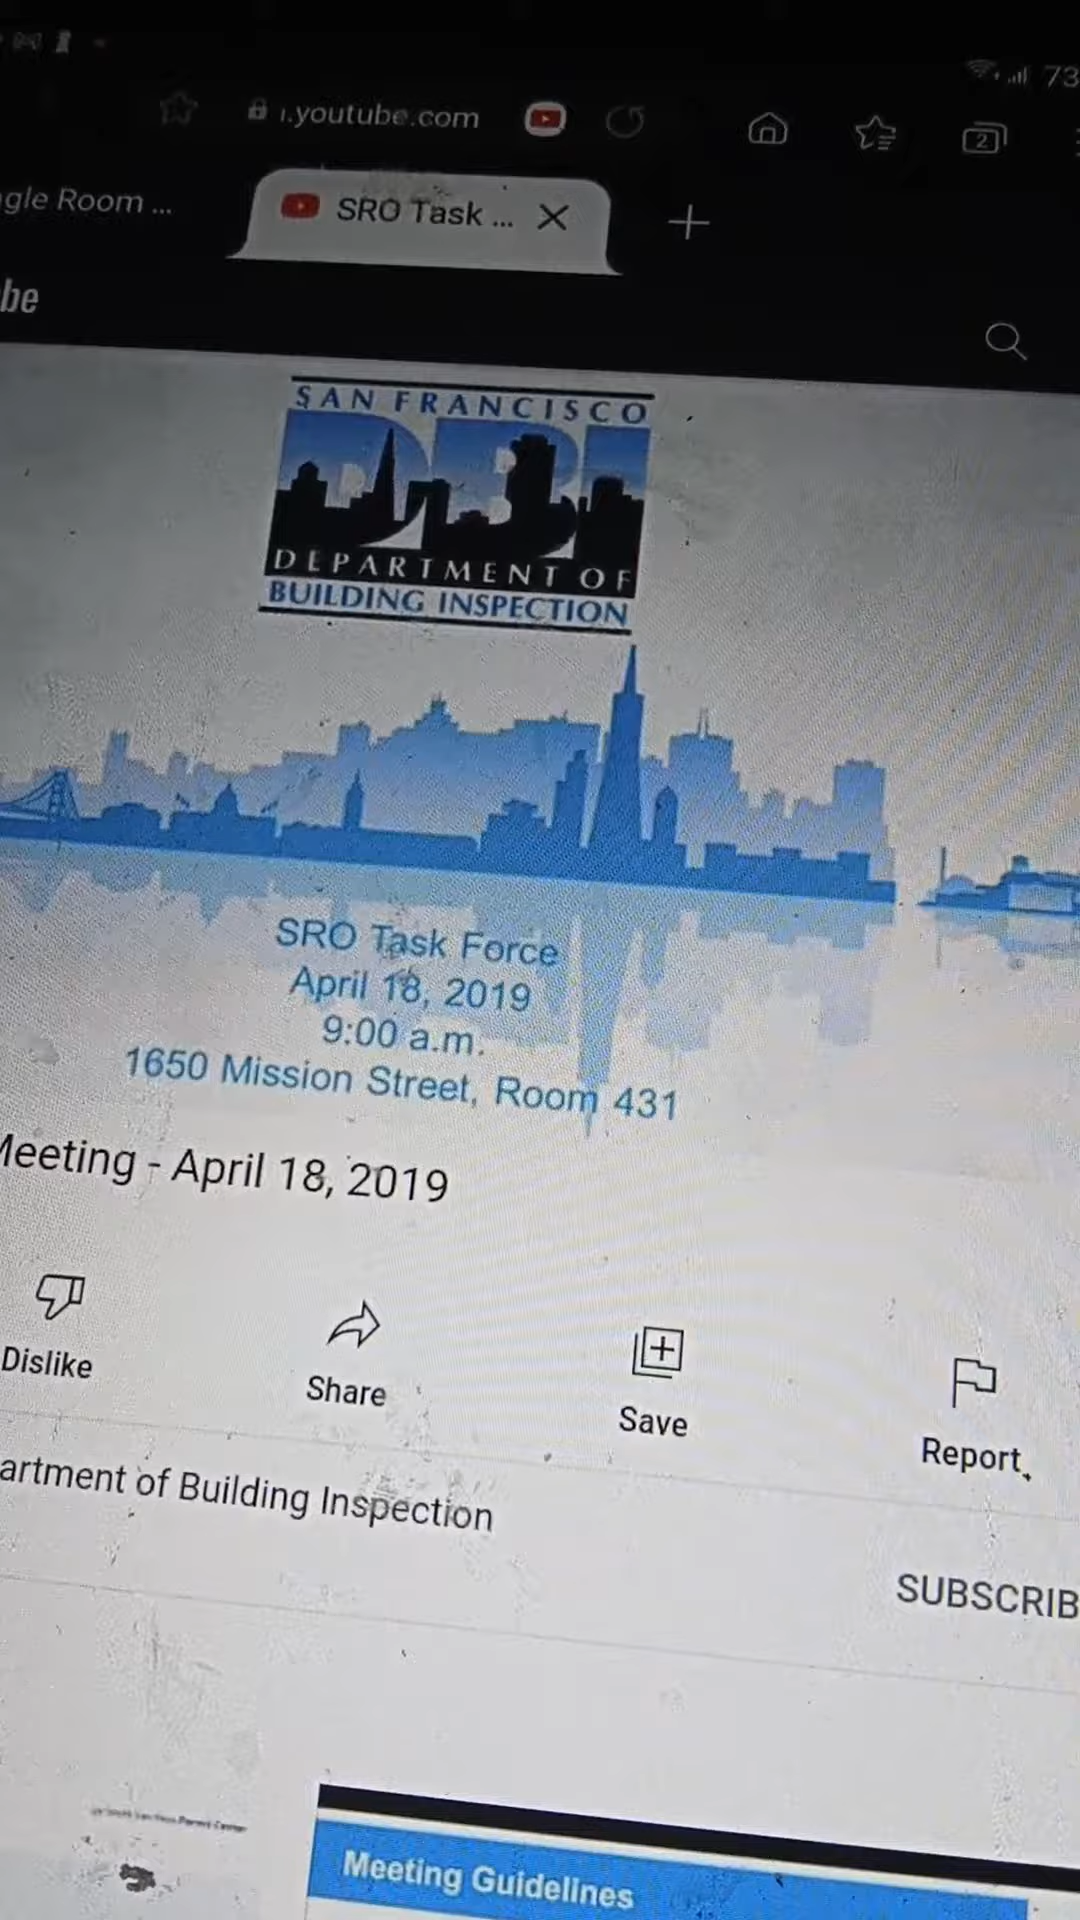 73
.youtube.com
gle Room ...
SRO Task ...
2
be
SAN FRANCISCO
DBI
DEPARTMENT OF
BUILDING INSPECTION
SRO Task Force
April 18, 2019
9:00 a.m.
1650 Mission Street, Room 431
Meeting - April 18, 2019
Dislike
Share
Save
Report
artment of Building Inspection
SUBSCRIB
Meeting Guidelines